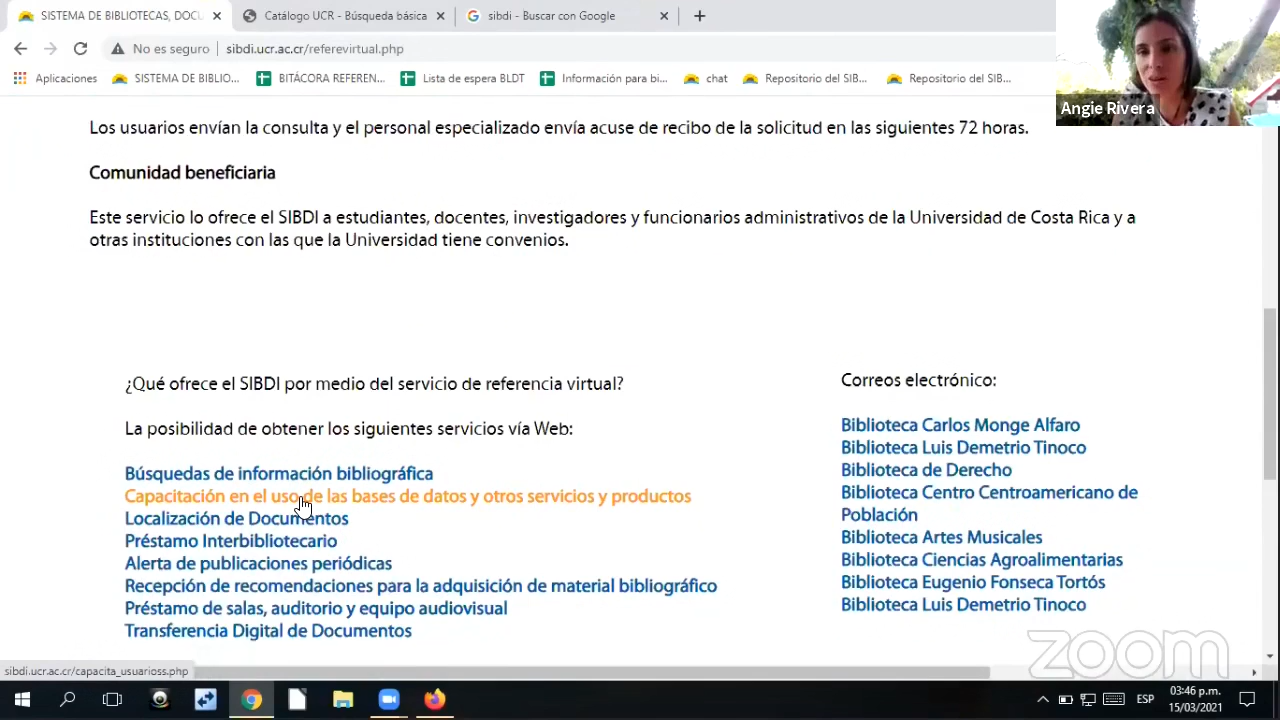 SISTEMA DE BIBLIOTECAS, DOCU
Catálogo UCR - Búsqueda básica
sibdi - Buscar con Google
No es seguro
sibdi.ucr.ac.cr/referevirtual.php
Aplicaciones
SISTEMA DE BIBLIO...
BITÁCORA REFEREN...
Lista de espera BLDT
Información para bi...
chat
Repositorio del SIB...
Repositorio del SIB...
Angie Rivera
Los usuarios envían la consulta y el personal especializado envía acuse de recibo de la solicitud en las siguientes 72 horas.
Comunidad beneficiaria
Este servicio lo ofrece el SIBDI a estudiantes, docentes, investigadores y funcionarios administrativos de la Universidad de Costa Rica y a
otras instituciones con las que la Universidad tiene convenios.
¿Qué ofrece el SIBDI por medio del servicio de referencia virtual?
La posibilidad de obtener los siguientes servicios vía Web:
Búsquedas de información bibliográfica
Capacitación en el uso de las bases de datos y otros servicios y productos
Localización de Documentos
Préstamo Interbibliotecario
Alerta de publicaciones periódicas
Recepción de recomendaciones para la adquisición de material bibliográfico
Préstamo de salas, auditorio y equipo audiovisual
Transferencia Digital de Documentos
Correos electrónico:
Biblioteca Carlos Monge Alfaro
Biblioteca Luis Demetrio Tinoco
Biblioteca de Derecho
Biblioteca Centro Centroamericano de
Población
Biblioteca Artes Musicales
Biblioteca Ciencias Agroalimentarias
Biblioteca Eugenio Fonseca Tortós
Biblioteca Luis Demetrio Tinoco
zoom
sibdi.ucr.ac.cr/capacita_usuarioss.php
ESP
03:46 p.m.
15/03/2021